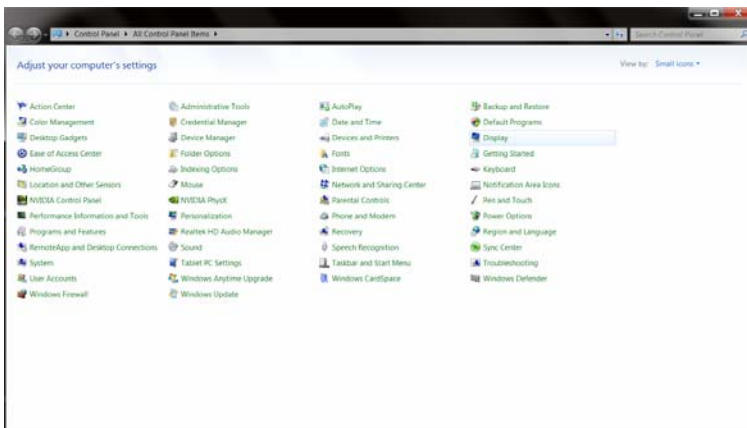 Control Panel ▸ All Control Panel Items ▸
Search Control Panel
Adjust your computer's settings
View by: Small icons
Action Center
Administrative Tools
AutoPlay
Backup and Restore
Color Management
Credential Manager
Date and Time
Default Programs
Desktop Gadgets
Device Manager
Devices and Printers
Display
Ease of Access Center
Folder Options
Fonts
Getting Started
HomeGroup
Indexing Options
Internet Options
Keyboard
Location and Other Sensors
Mouse
Network and Sharing Center
Notification Area Icons
NVIDIA Control Panel
NVIDIA PhysX
Parental Controls
Pen and Touch
Performance Information and Tools
Personalization
Phone and Modem
Power Options
Programs and Features
Realtek HD Audio Manager
Recovery
Region and Language
RemoteApp and Desktop Connections
Sound
Speech Recognition
Sync Center
System
Tablet PC Settings
Taskbar and Start Menu
Troubleshooting
User Accounts
Windows Anytime Upgrade
Windows CardSpace
Windows Defender
Windows Firewall
Windows Update